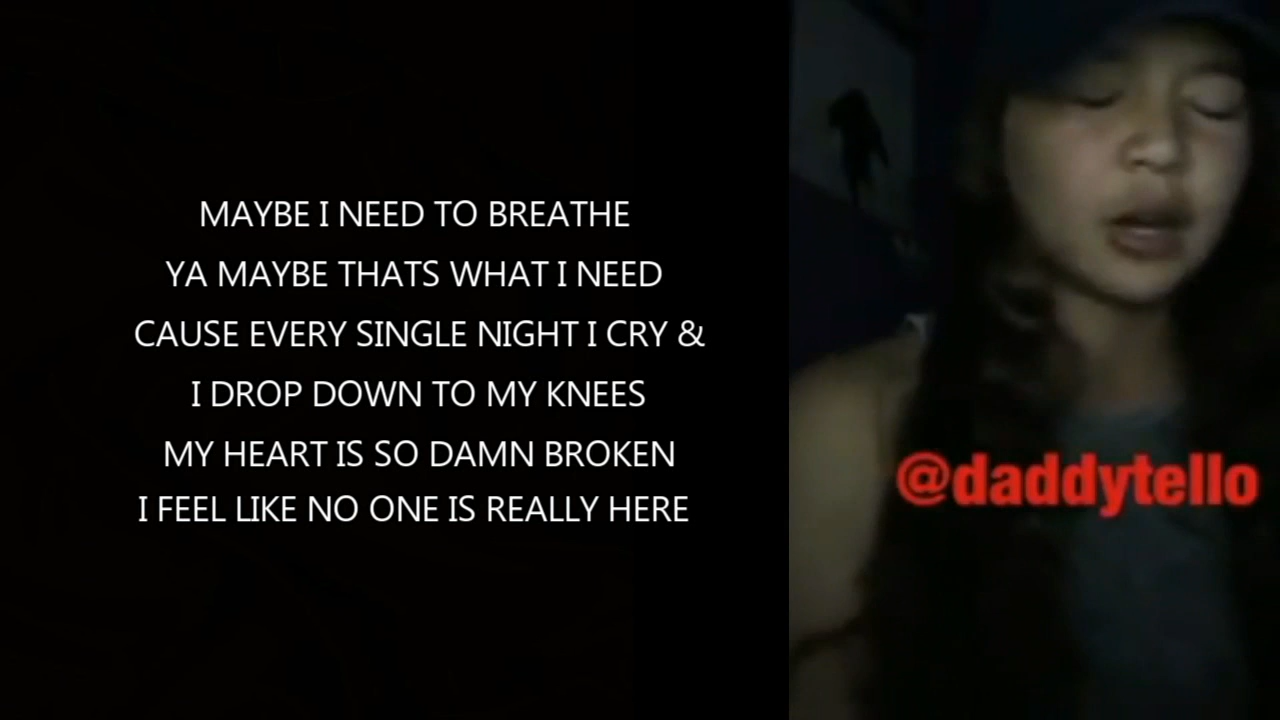 MAYBE I NEED TO BREATHE
YA MAYBE THATS WHAT I NEED
CAUSE EVERY SINGLE NIGHT I CRY &
I DROP DOWN TO MY KNEES
MY HEART IS SO DAMN BROKEN
I FEEL LIKE NO ONE IS REALLY HERE
@daddytello